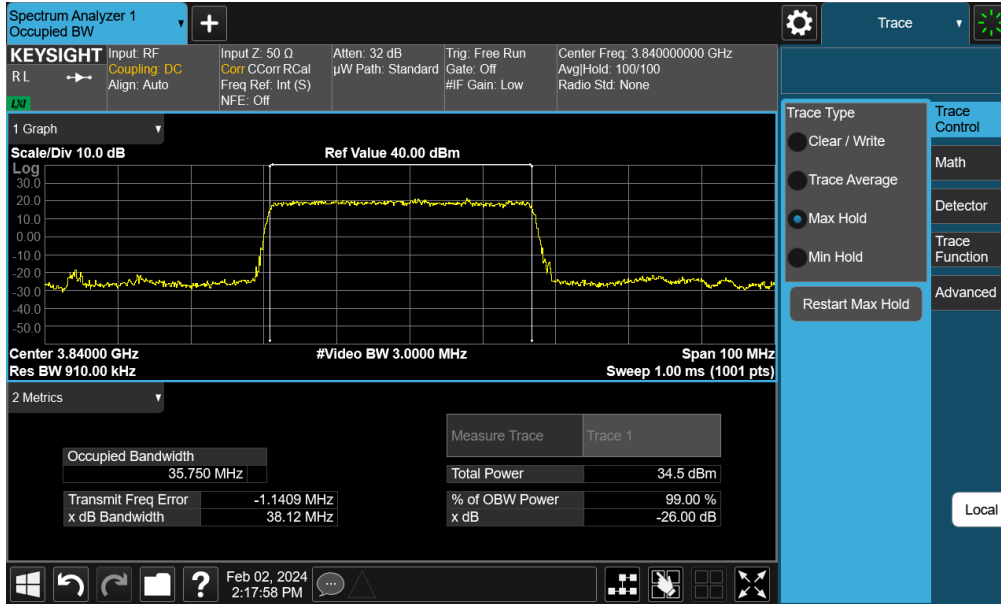 Spectrum Analyzer 1
Occupied BW
Trace
KEYSIGHT
R L
LXI
Input: RF
Coupling: DC
Align: Auto
Input Z: 50 Ω
Corr CCorr RCal
Freq Ref: Int (S)
NFE: Off
Atten: 32 dB
µW Path: Standard
Trig: Free Run
Gate: Off
#IF Gain: Low
Center Freq: 3.840000000 GHz
Avg|Hold: 100/100
Radio Std: None
1 Graph
Scale/Div 10.0 dB
Ref Value 40.00 dBm
Log
30.0
20.0
10.0
0.00
-10.0
-20.0
-30.0
-40.0
-50.0
Center 3.84000 GHz
#Video BW 3.0000 MHz
Span 100 MHz
Res BW 910.00 kHz
Sweep 1.00 ms (1001 pts)
2 Metrics
Measure Trace
Trace 1
Occupied Bandwidth
35.750 MHz
Total Power
34.5 dBm
Transmit Freq Error
-1.1409 MHz
% of OBW Power
99.00 %
x dB Bandwidth
38.12 MHz
x dB
-26.00 dB
Trace Type
Clear / Write
Trace Average
Max Hold
Min Hold
Restart Max Hold
Trace
Control
Math
Detector
Trace
Function
Advanced
Local
?
Feb 02, 2024
2:17:58 PM